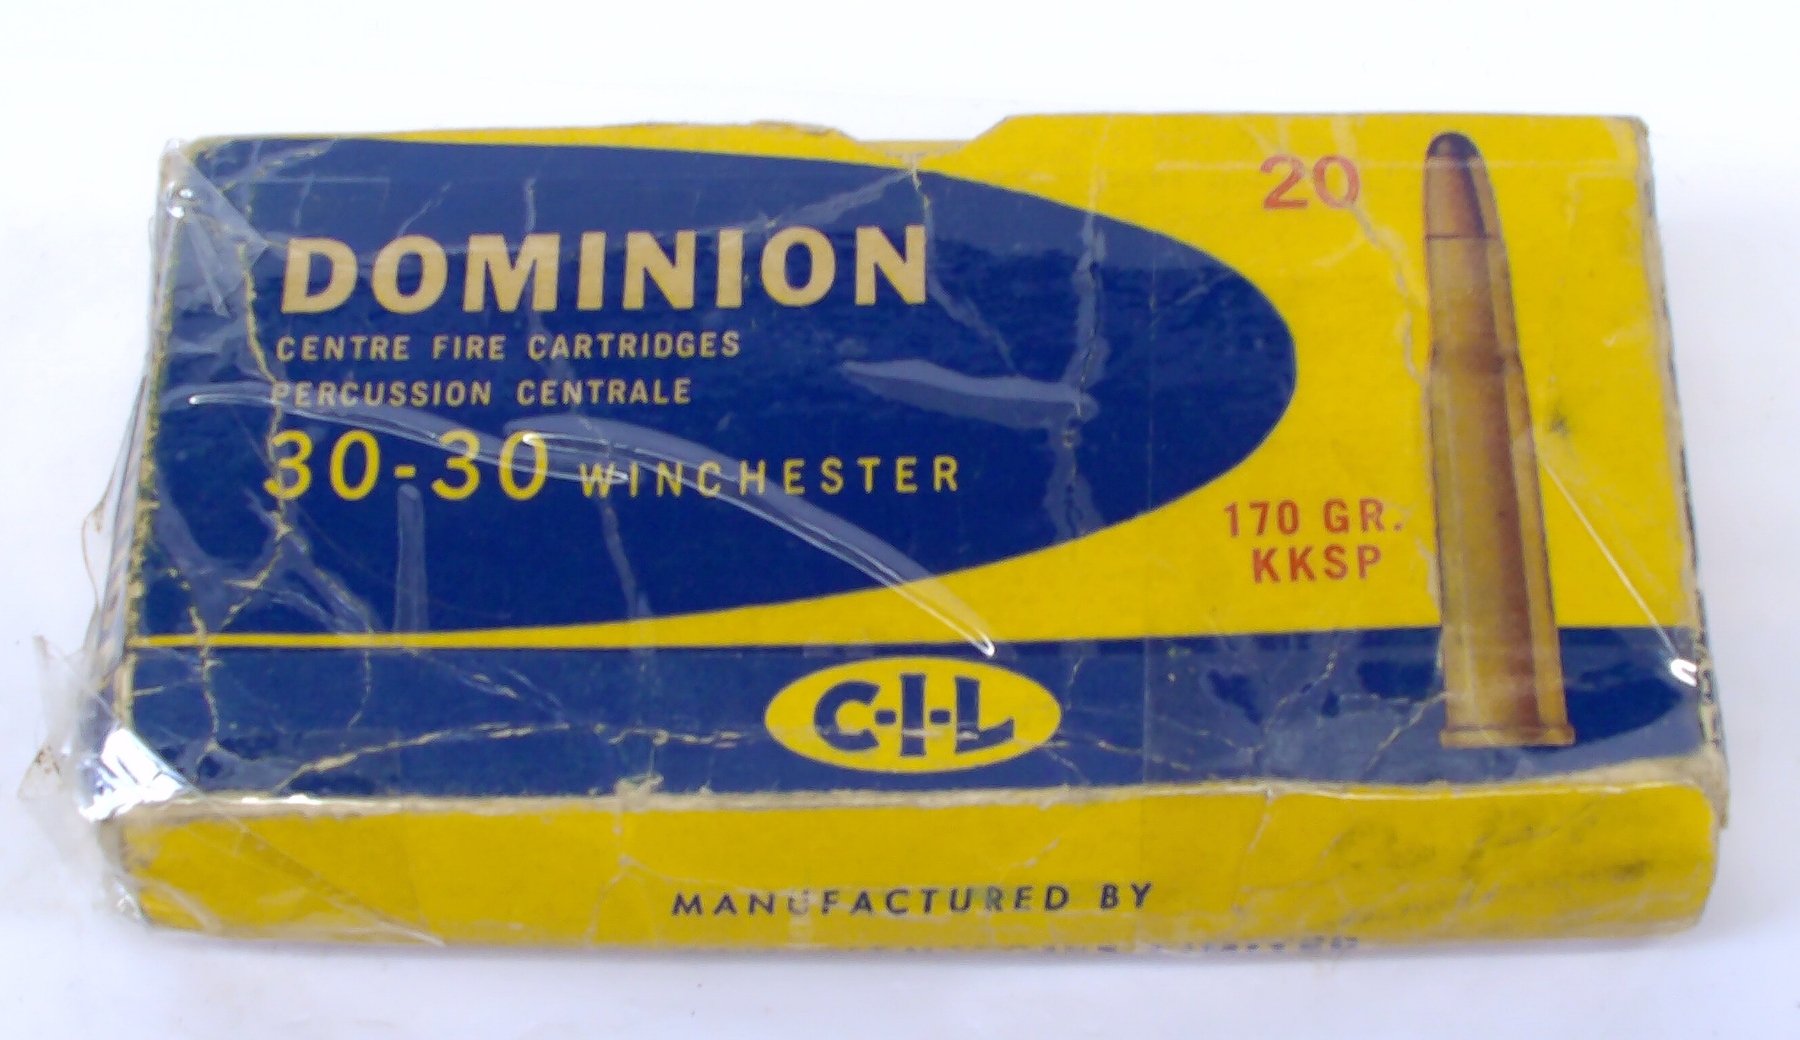 20
DOMINION
CENTRE FIRE CARTRIDGES
PERCUSSION CENTRALE
30-30 WINCHESTER
170 GR.
KKSP
C-I-L
MANUFACTURED BY